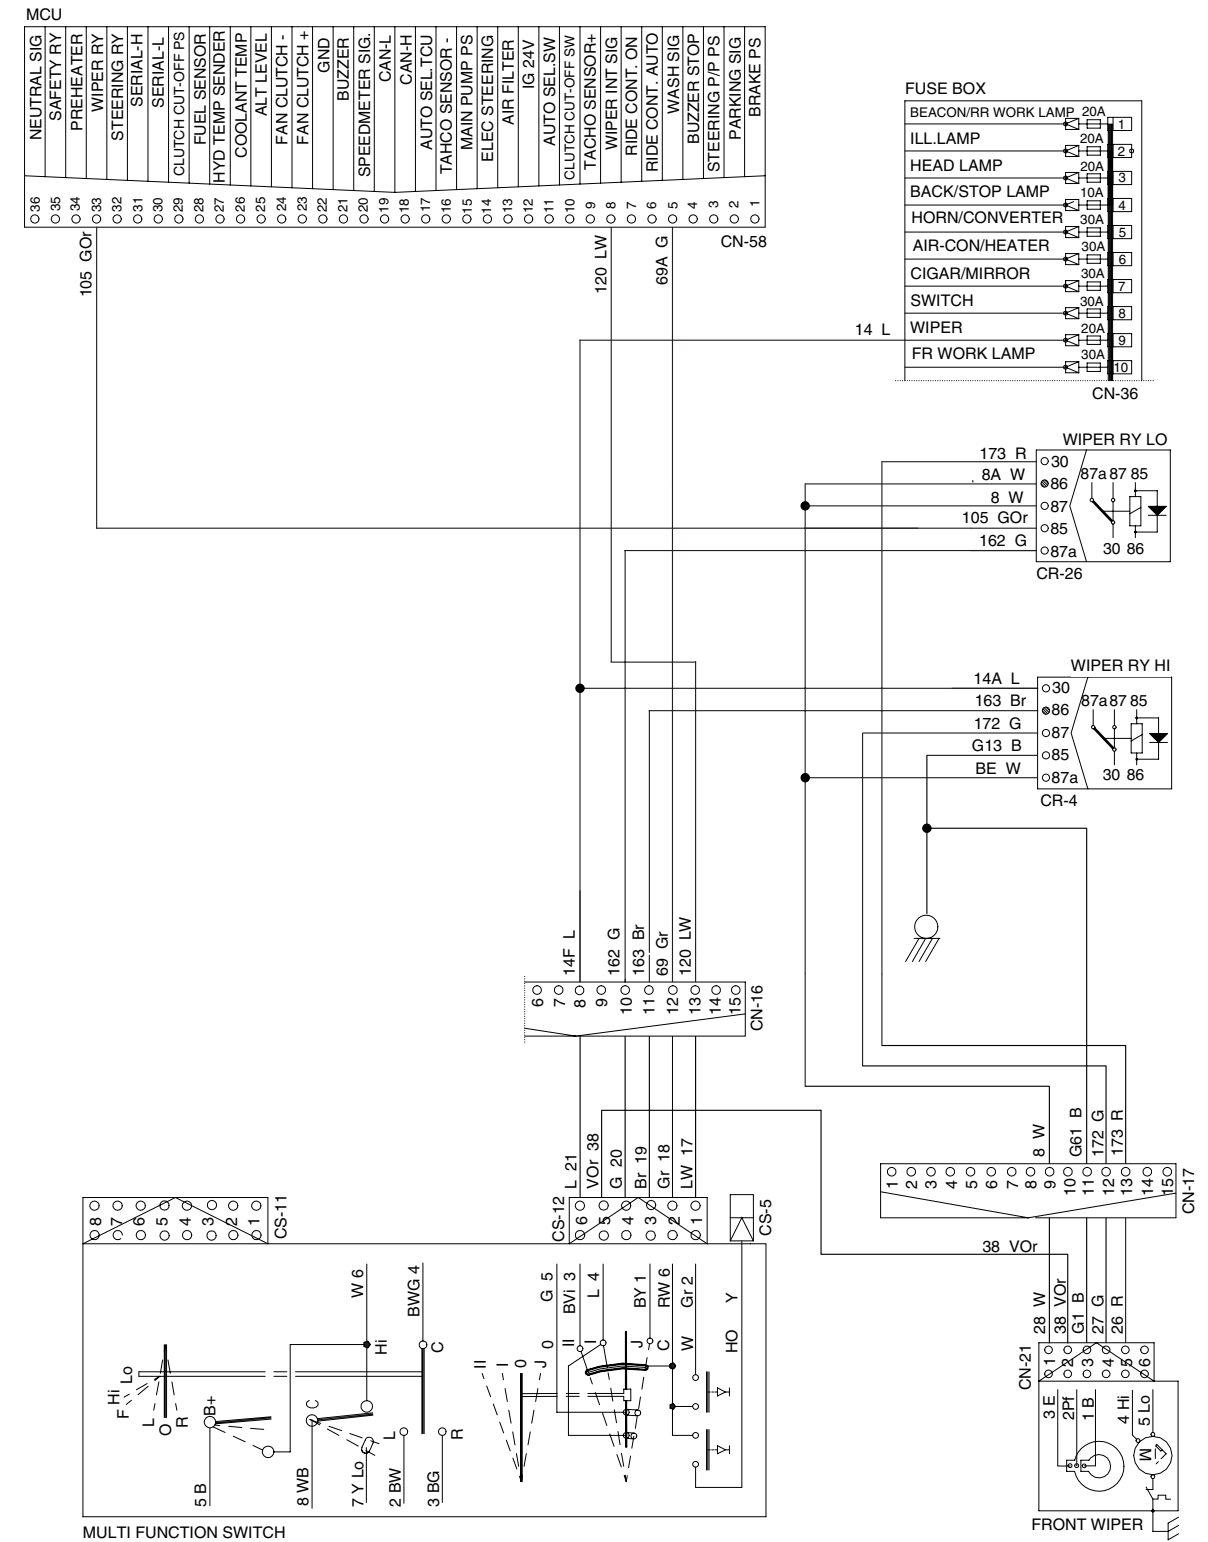 MCU
NEUTRAL SIG
SAFETY RY
PREHEATER
WIPER RY
STEERING RY
SERIAL-H
SERIAL-L
CLUTCH CUT-OFF PS
FUEL SENSOR
HYD TEMP SENDER
COOLANT TEMP
ALT LEVEL
FAN CLUTCH -
FAN CLUTCH +
GND
BUZZER
SPEEDMETER SIG.
CAN-L
CAN-H
AUTO SEL.TCU
TAHCO SENSOR -
MAIN PUMP PS
ELEC STEERING
AIR FILTER
IG 24V
AUTO SEL.SW
CLUTCH CUT-OFF SW
TACHO SENSOR+
WIPER INT SIG
RIDE CONT. ON
RIDE CONT. AUTO
WASH SIG
BUZZER STOP
STEERING P/P PS
PARKING SIG
BRAKE PS
36 35 34 33 32 31 30 29 28 27 26 25 24 23 22 21 20 19 18 17 16 15 14 13 12 11 10 9 8 7 6 5 4 3 2 1
CN-58
105 GOr
120 LW
69A G
FUSE BOX
BEACON/RR WORK LAMP 20A 1
ILL.LAMP 20A 2
HEAD LAMP 20A 3
BACK/STOP LAMP 10A 4
HORN/CONVERTER 30A 5
AIR-CON/HEATER 30A 6
CIGAR/MIRROR 30A 7
SWITCH 30A 8
14 L WIPER 20A 9
FR WORK LAMP 30A 10
CN-36
WIPER RY LO
173 R 30
8A W 86
8 W 87
105 GOr 85
162 G 87a
87a 87 85
30 86
CR-26
WIPER RY HI
14A L 30
163 Br 86
172 G 87
G13 B 85
BE W 87a
87a 87 85
30 86
CR-4
14F L
162 G
163 Br
69 Gr
120 LW
6 7 8 9 10 11 12 13 14 15
CN-16
L 21
VOr 38
G 20
Br 19
Gr 18
LW 17
8 W
G61 B
172 G
173 R
1 2 3 4 5 6 7 8 9 10 11 12 13 14 15
CN-17
38 VOr
28 W
38 VOr
G1 B
27 G
26 R
CN-21
1 2 3 4 5 6
3 E
2Pf
1 B
4 Hi
5 Lo
M
FRONT WIPER
8 7 6 5 4 3 2 1
CS-11
CS-12
6 5 4 3 2 1
CS-5
W 6
BWG 4
Hi
C
F
Hi
Lo
L
O
R
B+
C
L
R
5 B
8 WB
7 Y Lo
2 BW
3 BG
G 5
BVi 3
L 4
BY 1
RW 6
Gr 2
Y
II
I
O
J
O
II
I
J
C
W
HO
MULTI FUNCTION SWITCH